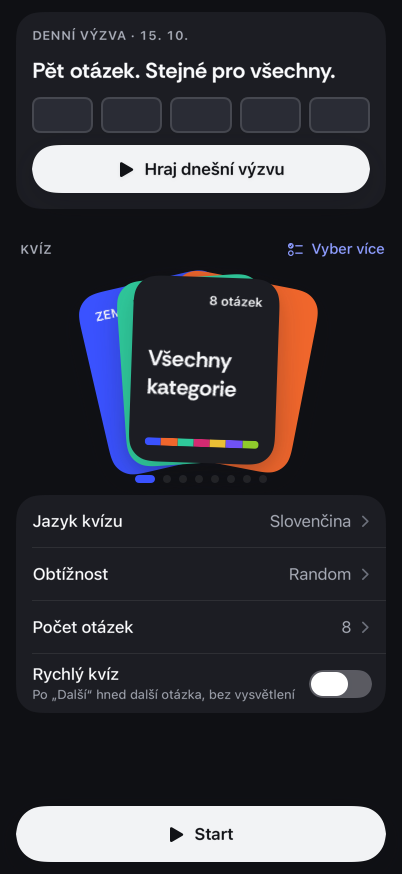 DENNÍ VÝZVA · 15. 10.
Pět otázek. Stejné pro všechny.
Hraj dnešní výzvu
KVÍZ
Vyber více
8 otázek
Všechny
kategorie
Jazyk kvízu
Slovenčina
Obtížnost
Random
Počet otázek
8
Rychlý kvíz
Po „Další“ hned další otázka, bez vysvětlení
Start